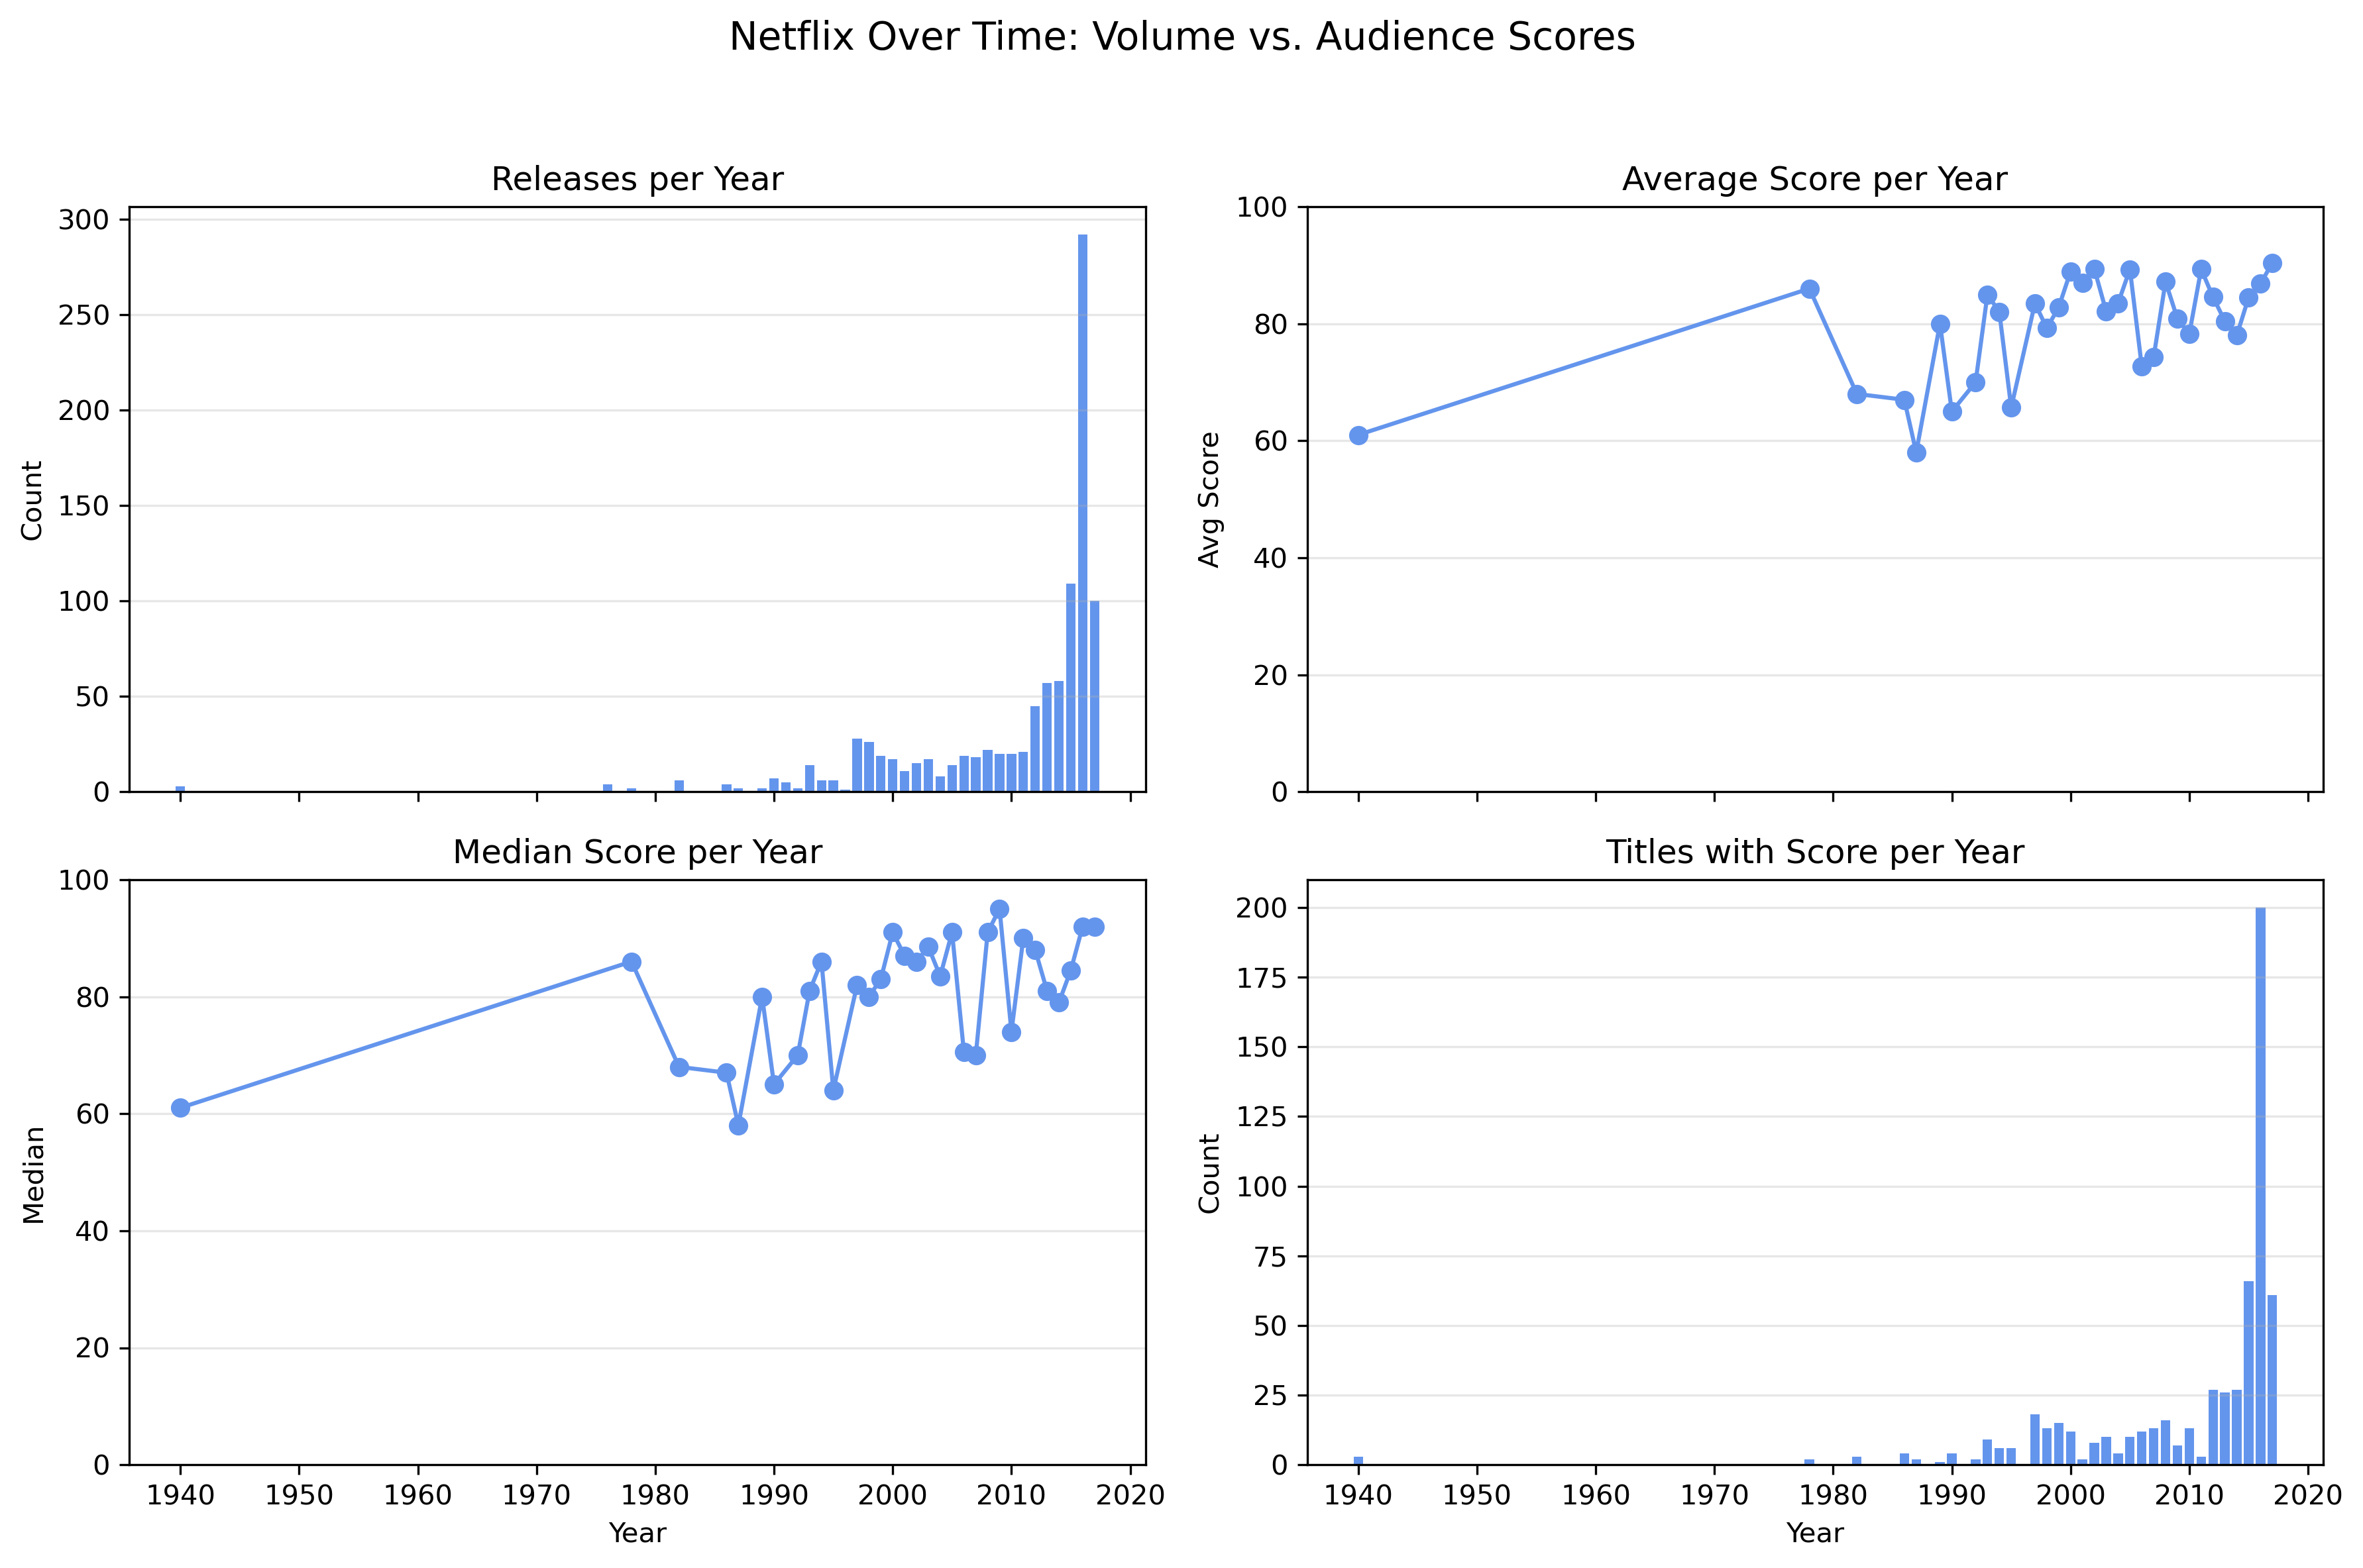 Netflix Over Time: Volume vs. Audience Scores
Releases per Year
300
250
200
150
100
50
0
Count
Average Score per Year
100
80
60
40
20
0
Avg Score
Median Score per Year
100
80
60
40
20
0
Median
1940 1950 1960 1970 1980 1990 2000 2010 2020
Year
Titles with Score per Year
200
175
150
125
100
75
50
25
0
Count
1940 1950 1960 1970 1980 1990 2000 2010 2020
Year